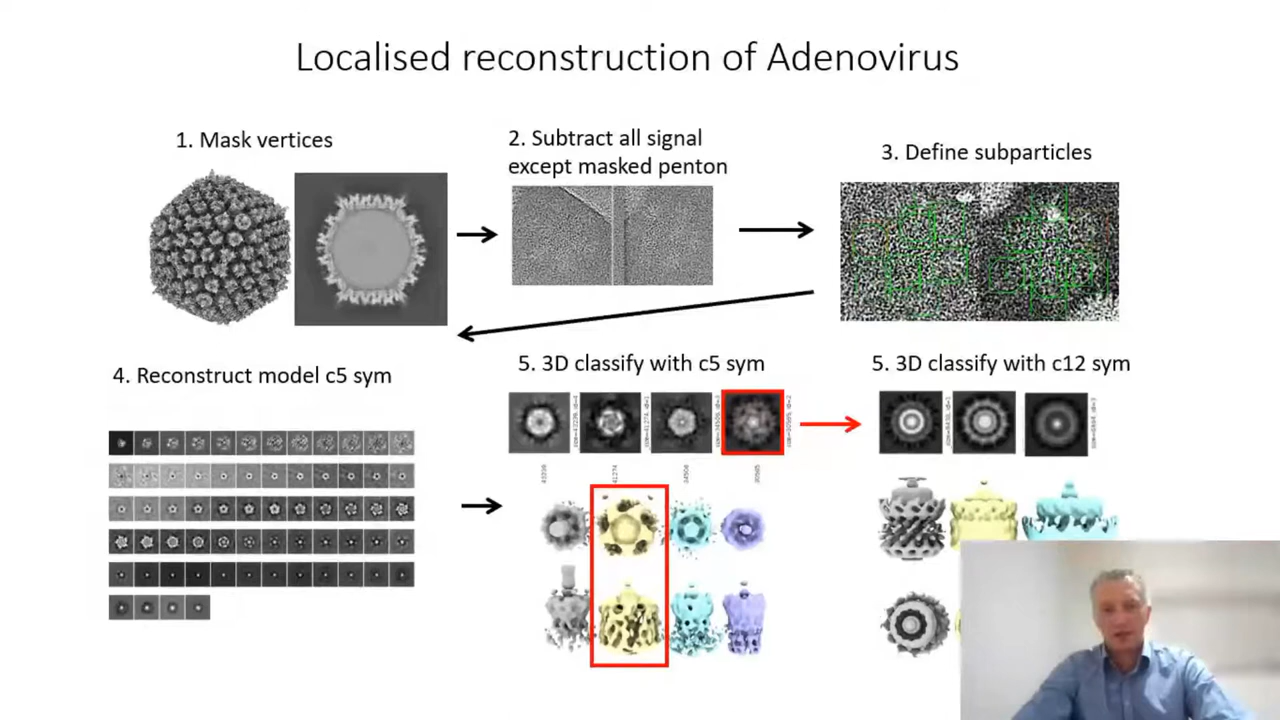 Localised reconstruction of Adenovirus
1. Mask vertices
2. Subtract all signal
except masked penton
3. Define subparticles
4. Reconstruct model c5 sym
5. 3D classify with c5 sym
5. 3D classify with c12 sym